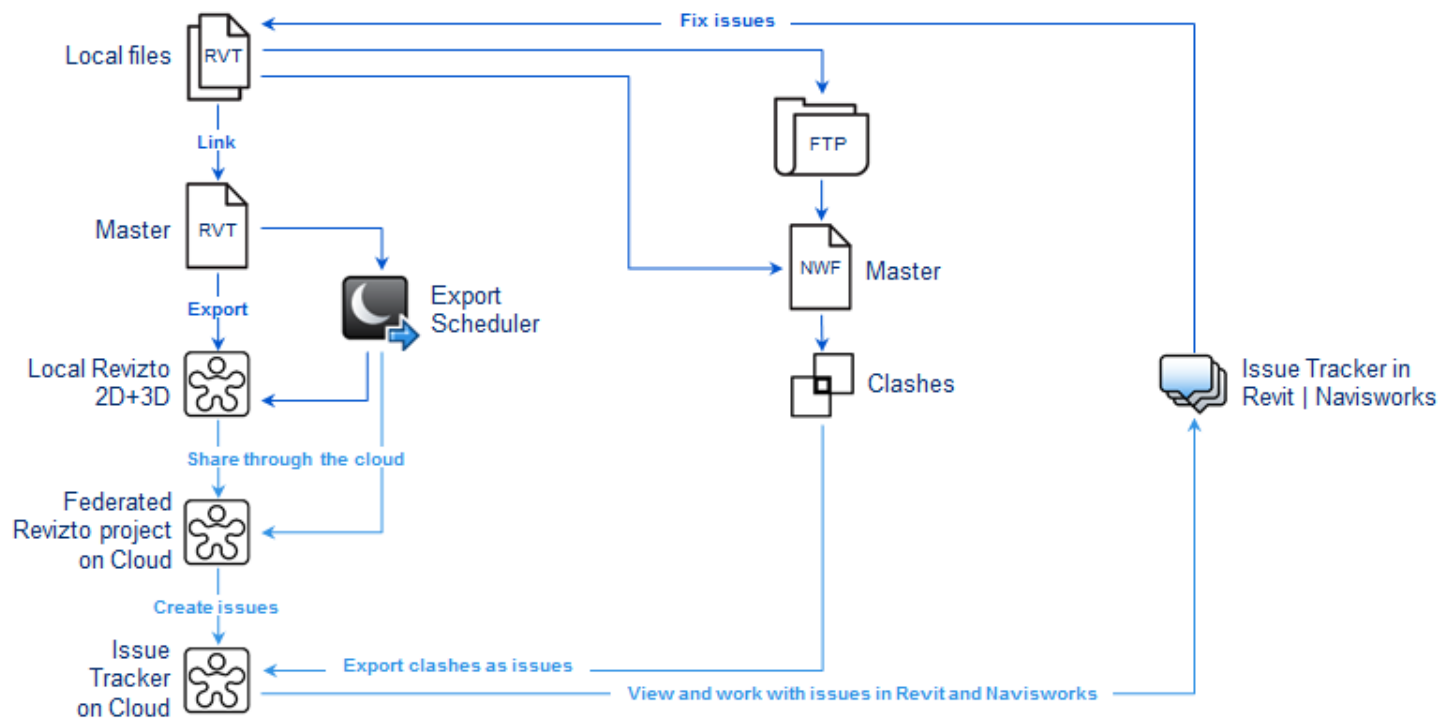 Fix issues
Local files
RVT
Link
FTP
Master
RVT
NWF
Master
Export
Export
Scheduler
Local Revizto
2D+3D
Clashes
Issue Tracker in
Revit | Navisworks
Share through the cloud
Federated
Revizto project
on Cloud
Create issues
Issue
Tracker
on Cloud
Export clashes as issues
View and work with issues in Revit and Navisworks